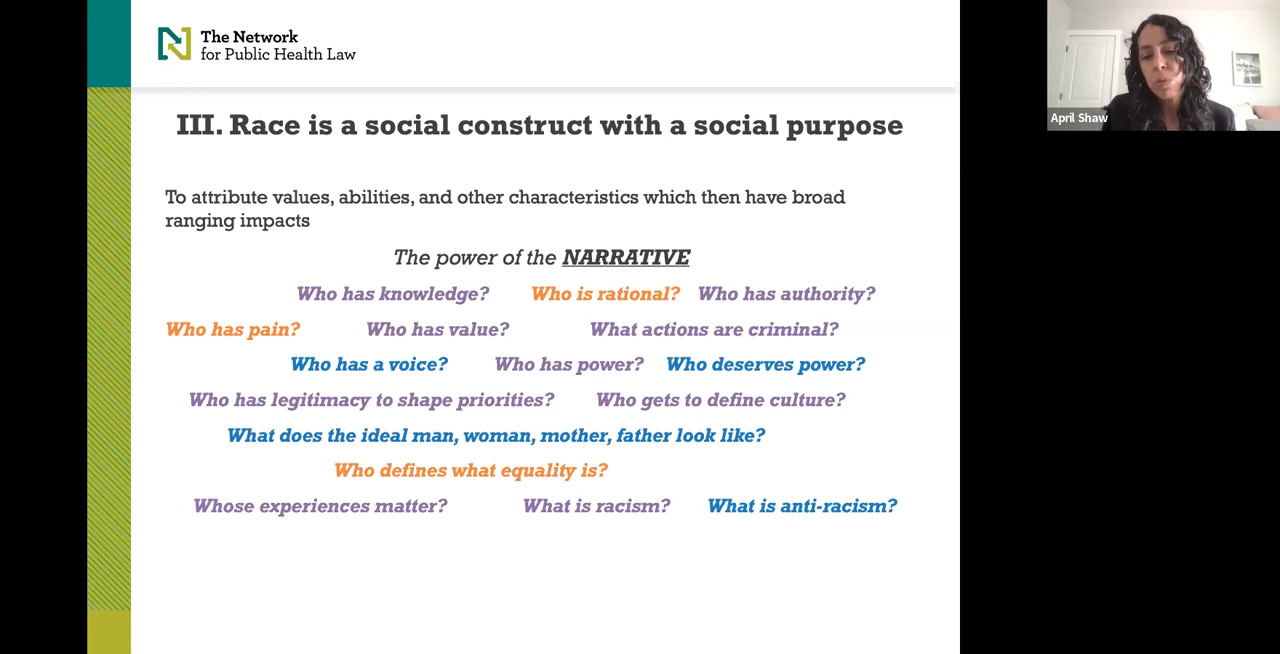 The Network
for Public Health Law
III. Race is a social construct with a social purpose
To attribute values, abilities, and other characteristics which then have broad
ranging impacts
The power of the NARRATIVE
Who has knowledge? Who is rational? Who has authority?
Who has pain? Who has value? What actions are criminal?
Who has a voice? Who has power? Who deserves power?
Who has legitimacy to shape priorities? Who gets to define culture?
What does the ideal man, woman, mother, father look like?
Who defines what equality is?
Whose experiences matter? What is racism? What is anti-racism?
April Shaw